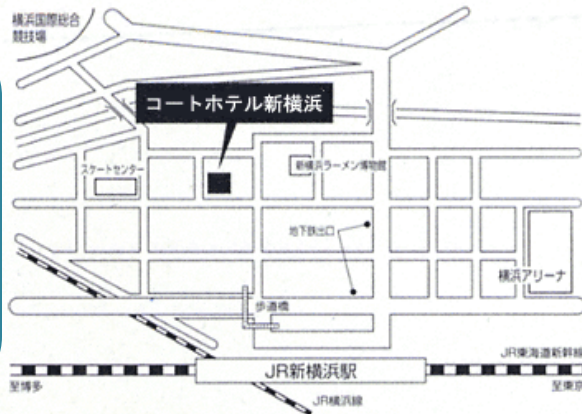 横浜国際総合
競技場
コートホテル新横浜
スケートセンター
新横浜ラーメン博物館
地下鉄出口
横浜アリーナ
歩道橋
JR東海道新幹線
JR新横浜駅
至博多
至東京
JR横浜線